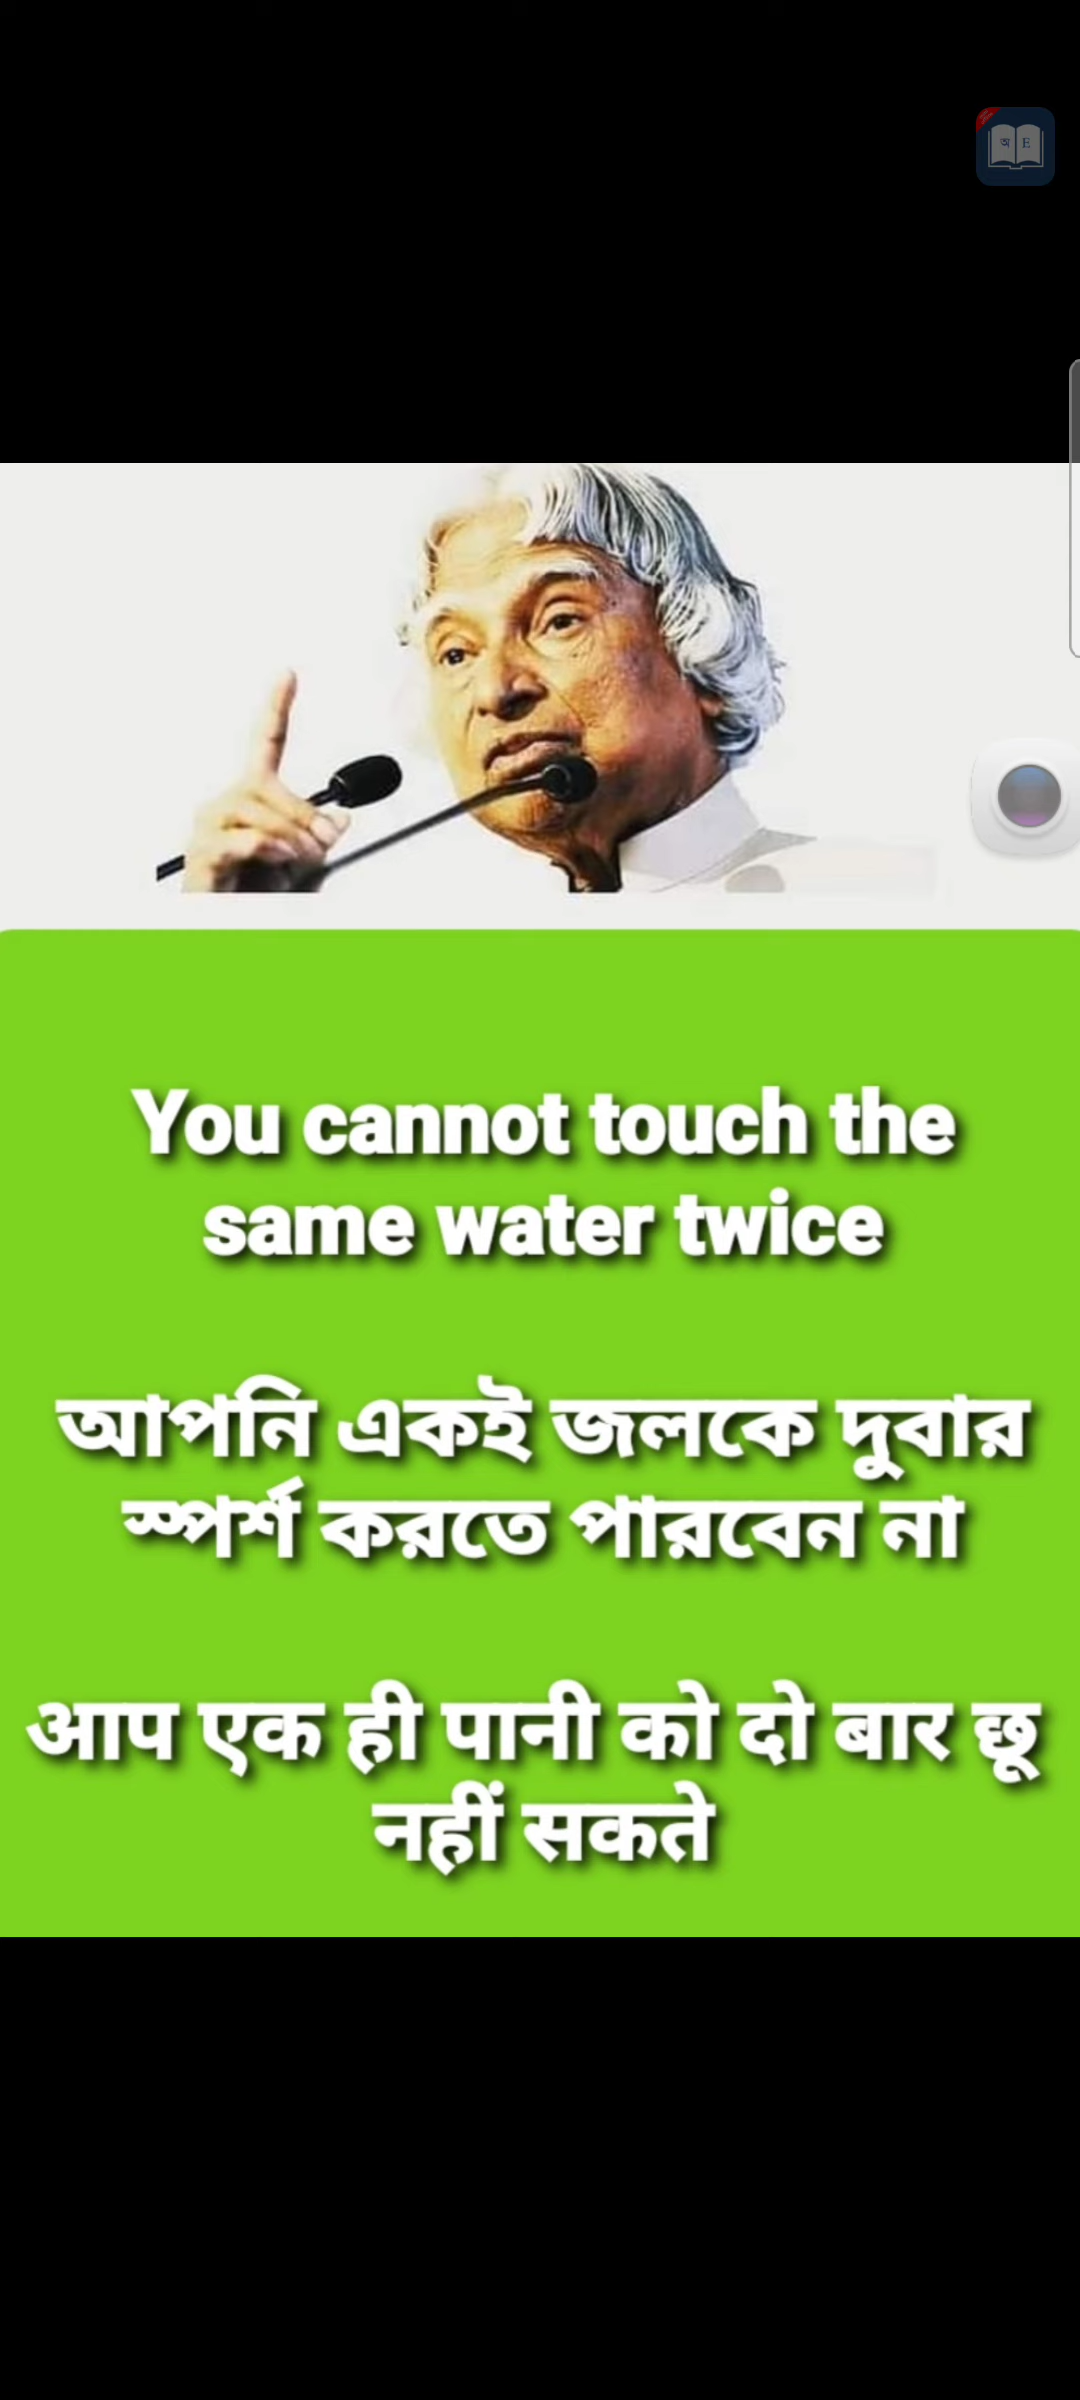 অ E
You cannot touch the
same water twice
আপনি একই জলকে দুবার
স্পর্শ করতে পারবেন না
आप एक ही पानी को दो बार छू
नहीं सकते